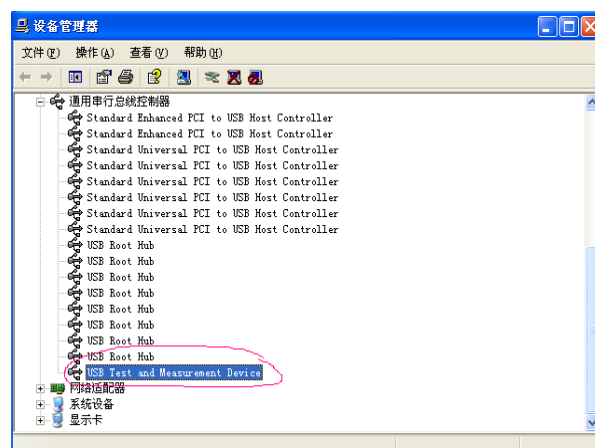 设备管理器
文件(F) 操作(A) 查看(V) 帮助(H)
通用串行总线控制器
Standard Enhanced PCI to USB Host Controller
Standard Enhanced PCI to USB Host Controller
Standard Universal PCI to USB Host Controller
Standard Universal PCI to USB Host Controller
Standard Universal PCI to USB Host Controller
Standard Universal PCI to USB Host Controller
Standard Universal PCI to USB Host Controller
Standard Universal PCI to USB Host Controller
USB Root Hub
USB Root Hub
USB Root Hub
USB Root Hub
USB Root Hub
USB Root Hub
USB Root Hub
USB Root Hub
USB Test and Measurement Device
网络适配器
系统设备
显示卡